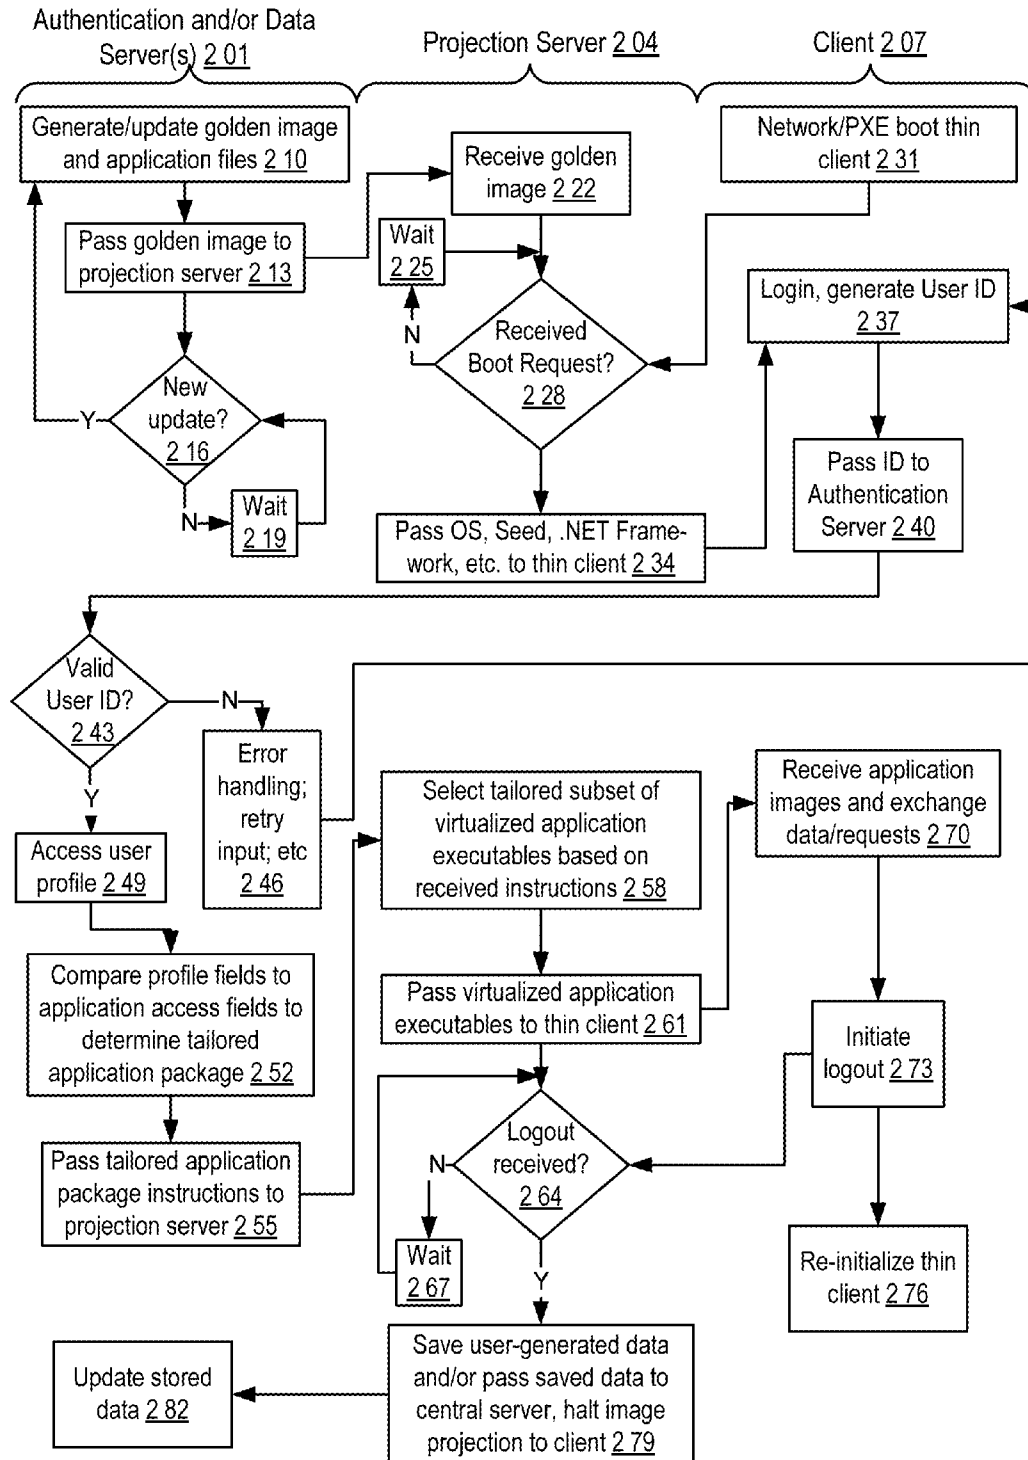 Authentication and/or Data
Server(s) 2 01
Projection Server 2 04
Client 2 07
Generate/update golden image
and application files 2 10
Receive golden
image 2 22
Network/PXE boot thin
client 2 31
Pass golden image to
projection server 2 13
Wait
2 25
Login, generate User ID
2 37
N
Received
Boot Request?
2 28
Y
New
update?
2 16
N
Wait
2 19
Pass ID to
Authentication
Server 2 40
Pass OS, Seed, .NET Frame-
work, etc. to thin client 2 34
Valid
User ID?
2 43
N
Y
Error
handling;
retry
input; etc
2 46
Select tailored subset of
virtualized application
executables based on
received instructions 2 58
Receive application
images and exchange
data/requests 2 70
Access user
profile 2 49
Compare profile fields to
application access fields to
determine tailored
application package 2 52
Pass virtualized application
executables to thin client 2 61
Initiate
logout 2 73
Pass tailored application
package instructions to
projection server 2 55
Logout
received?
2 64
N
Wait
2 67
Y
Re-initialize thin
client 2 76
Save user-generated data
and/or pass saved data to
central server, halt image
projection to client 2 79
Update stored
data 2 82